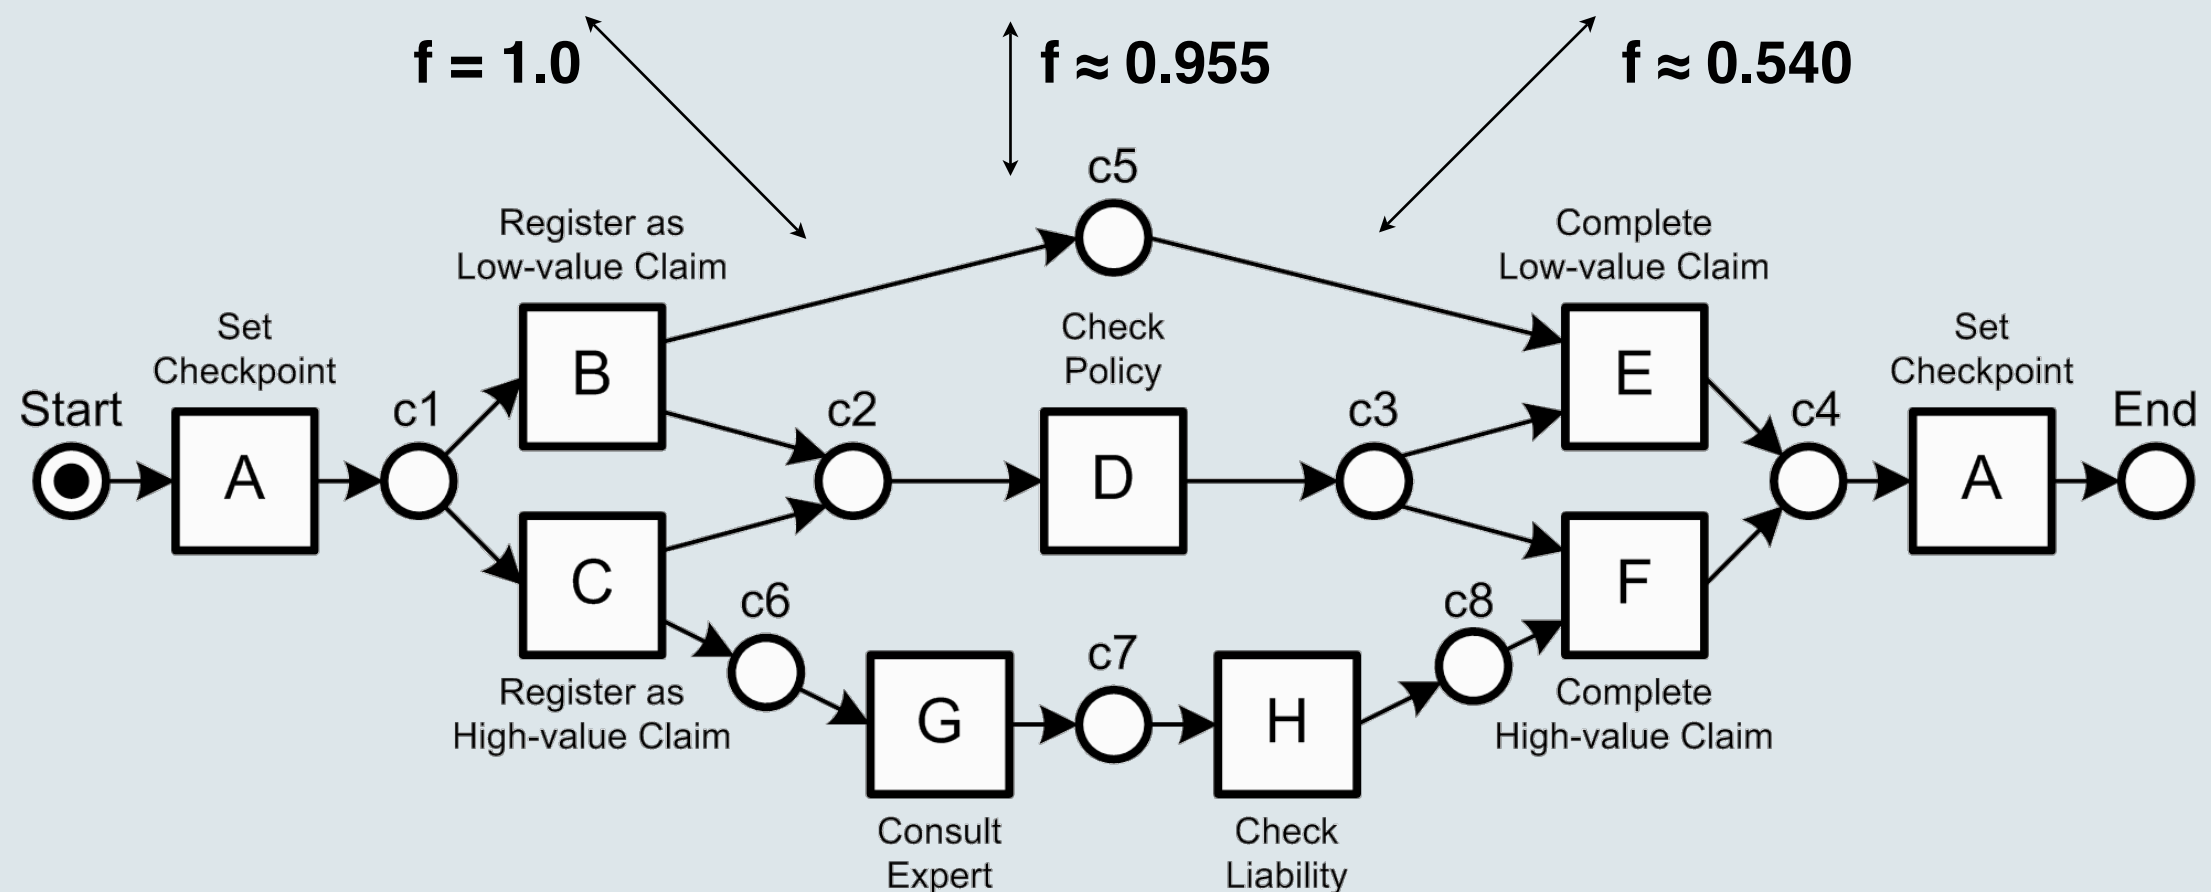 f = 1.0
f ≈ 0.955
f ≈ 0.540
c5
Register as
Low-value Claim
Complete
Low-value Claim
Set
Checkpoint
Check
Policy
Set
Checkpoint
Start
c1
B
c2
c3
E
c4
End
A
D
A
C
F
c6
c8
Register as
High-value Claim
G
c7
H
Complete
High-value Claim
Consult
Expert
Check
Liability